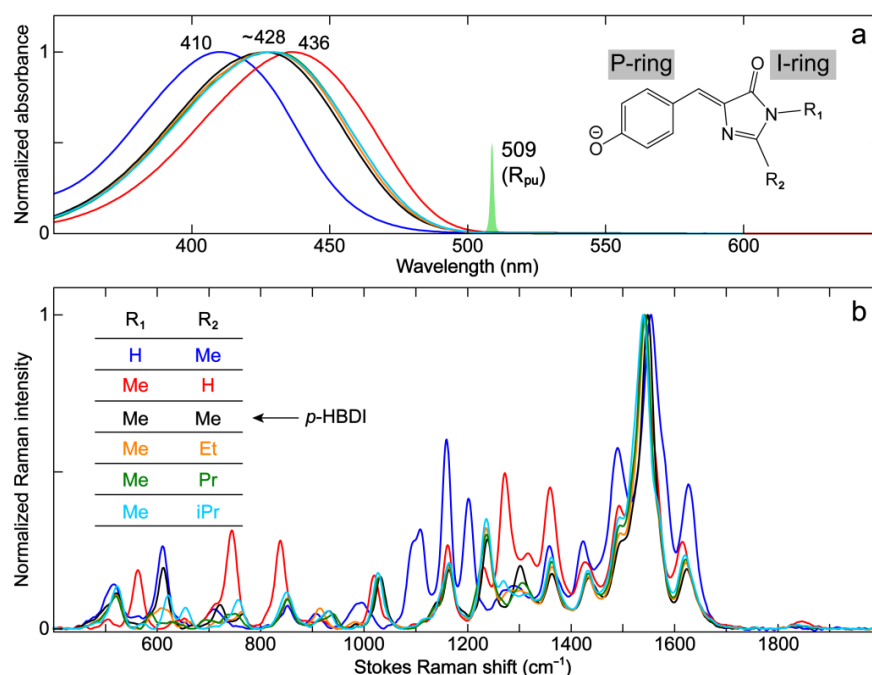 410
~428
436
a
P-ring
I-ring
O
N
R1
N
R2
⊖
O
509
(Rpu)
1
0
Normalized absorbance
400
450
500
550
600
Wavelength (nm)
b
R1 R2
H Me
Me H
Me Me
p-HBDI
Me Et
Me Pr
Me iPr
1
0
Normalized Raman intensity
600
800
1000
1200
1400
1600
1800
Stokes Raman shift (cm⁻¹)